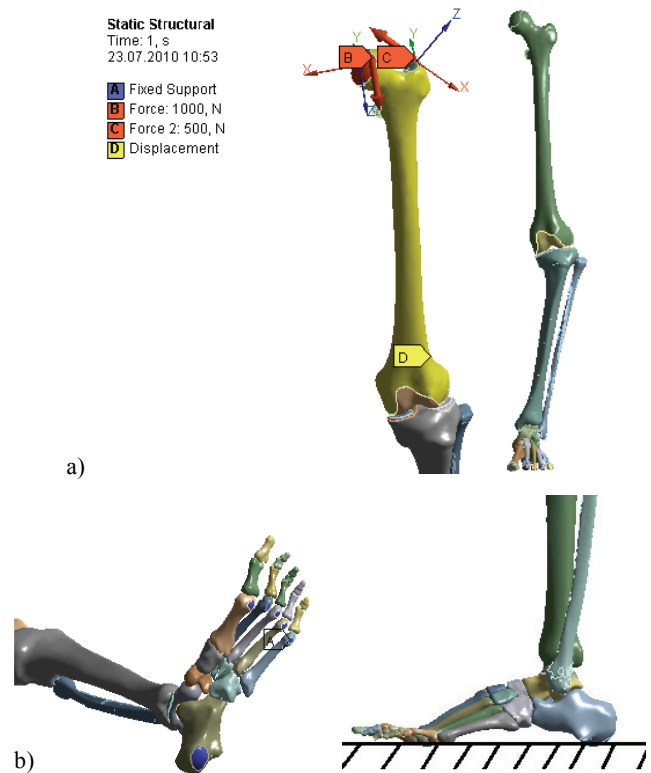 Static Structural
Time: 1, s
23.07.2010 10:53
A Fixed Support
B Force: 1000, N
C Force 2: 500, N
D Displacement
Y
Z
B
C
Y
X
X
Z
D
a)
A
b)